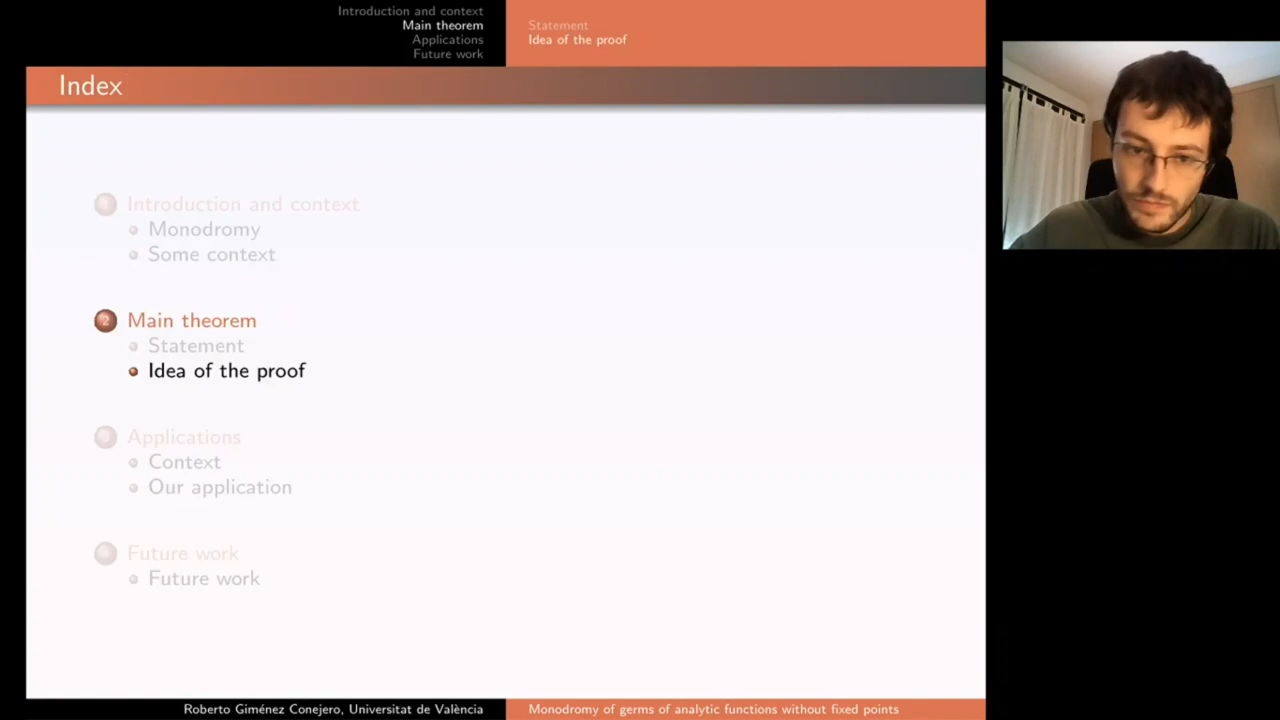 Introduction and context
Main theorem
Applications
Future work
Statement
Idea of the proof
Index
1 Introduction and context
Monodromy
Some context
2 Main theorem
Statement
Idea of the proof
3 Applications
Context
Our application
4 Future work
Future work
Roberto Giménez Conejero, Universitat de València
Monodromy of germs of analytic functions without fixed points